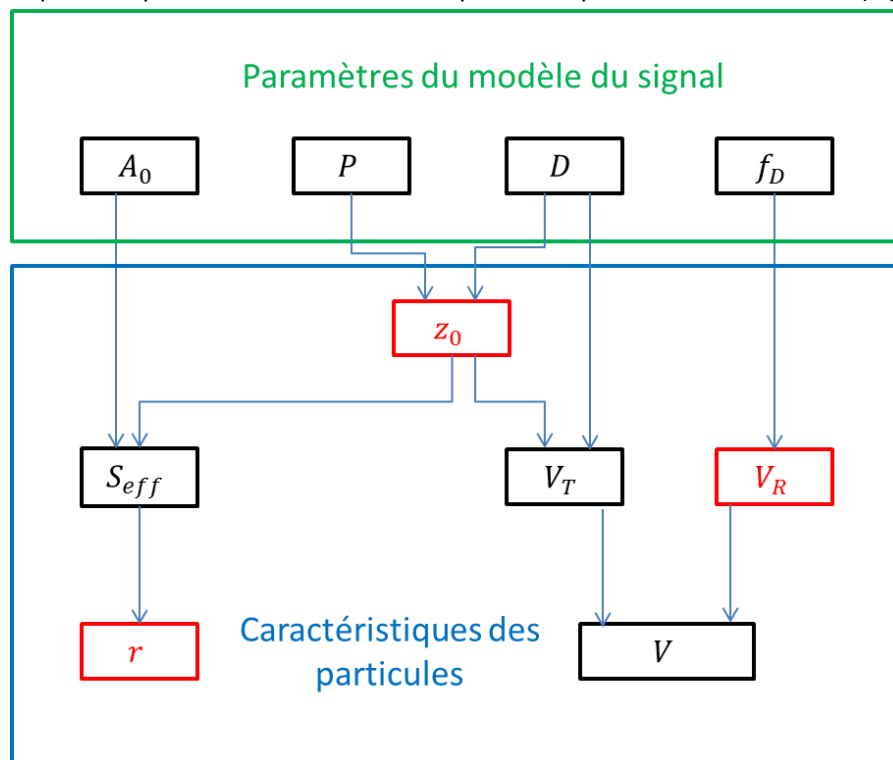 Paramètres du modèle du signal
A₀ P D f_D
z₀
S_eff V_T V_R
r Caractéristiques des
particules V